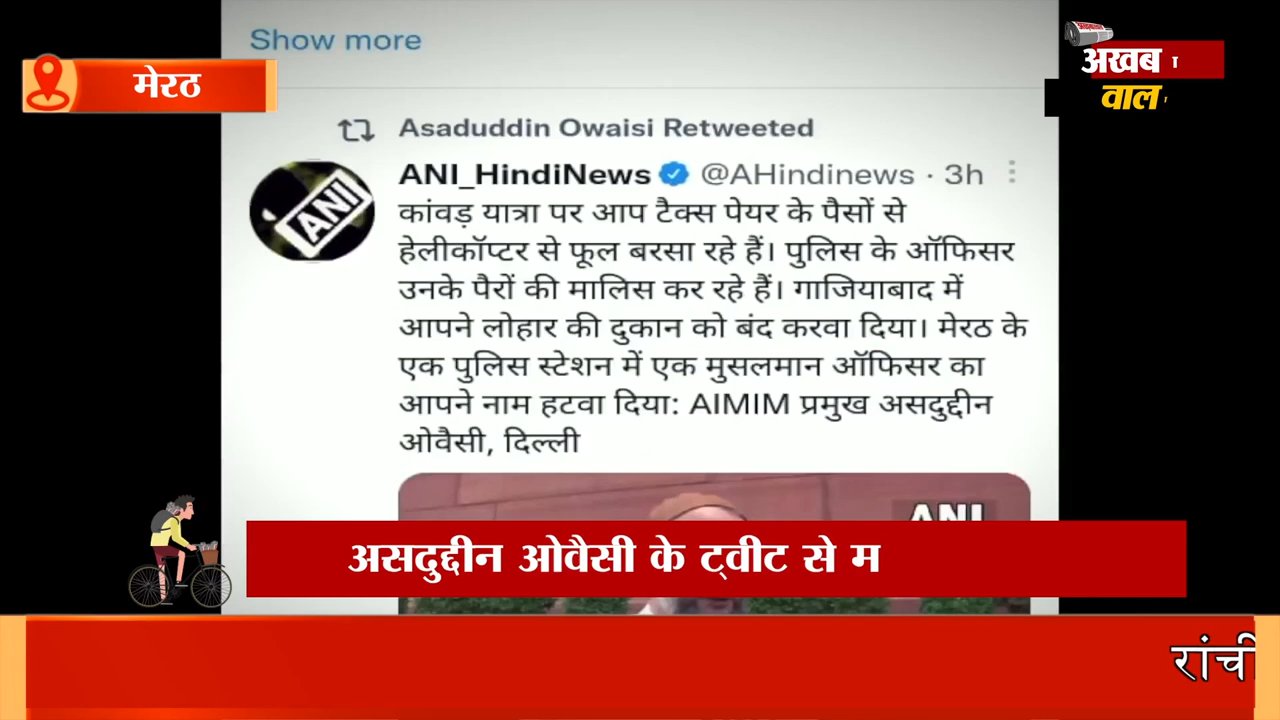 Show more
मेरठ
अखब
वाल
Asaduddin Owaisi Retweeted
ANI_HindiNews @AHindinews · 3h
ANI
कांवड़ यात्रा पर आप टैक्स पेयर के पैसों से
हेलीकॉप्टर से फूल बरसा रहे हैं। पुलिस के ऑफिसर
उनके पैरों की मालिस कर रहे हैं। गाजियाबाद में
आपने लोहार की दुकान को बंद करवा दिया। मेरठ के
एक पुलिस स्टेशन में एक मुसलमान ऑफिसर का
आपने नाम हटवा दिया: AIMIM प्रमुख असदुद्दीन
ओवैसी, दिल्ली
ANI
असदुद्दीन ओवैसी के ट्वीट से म
रांची